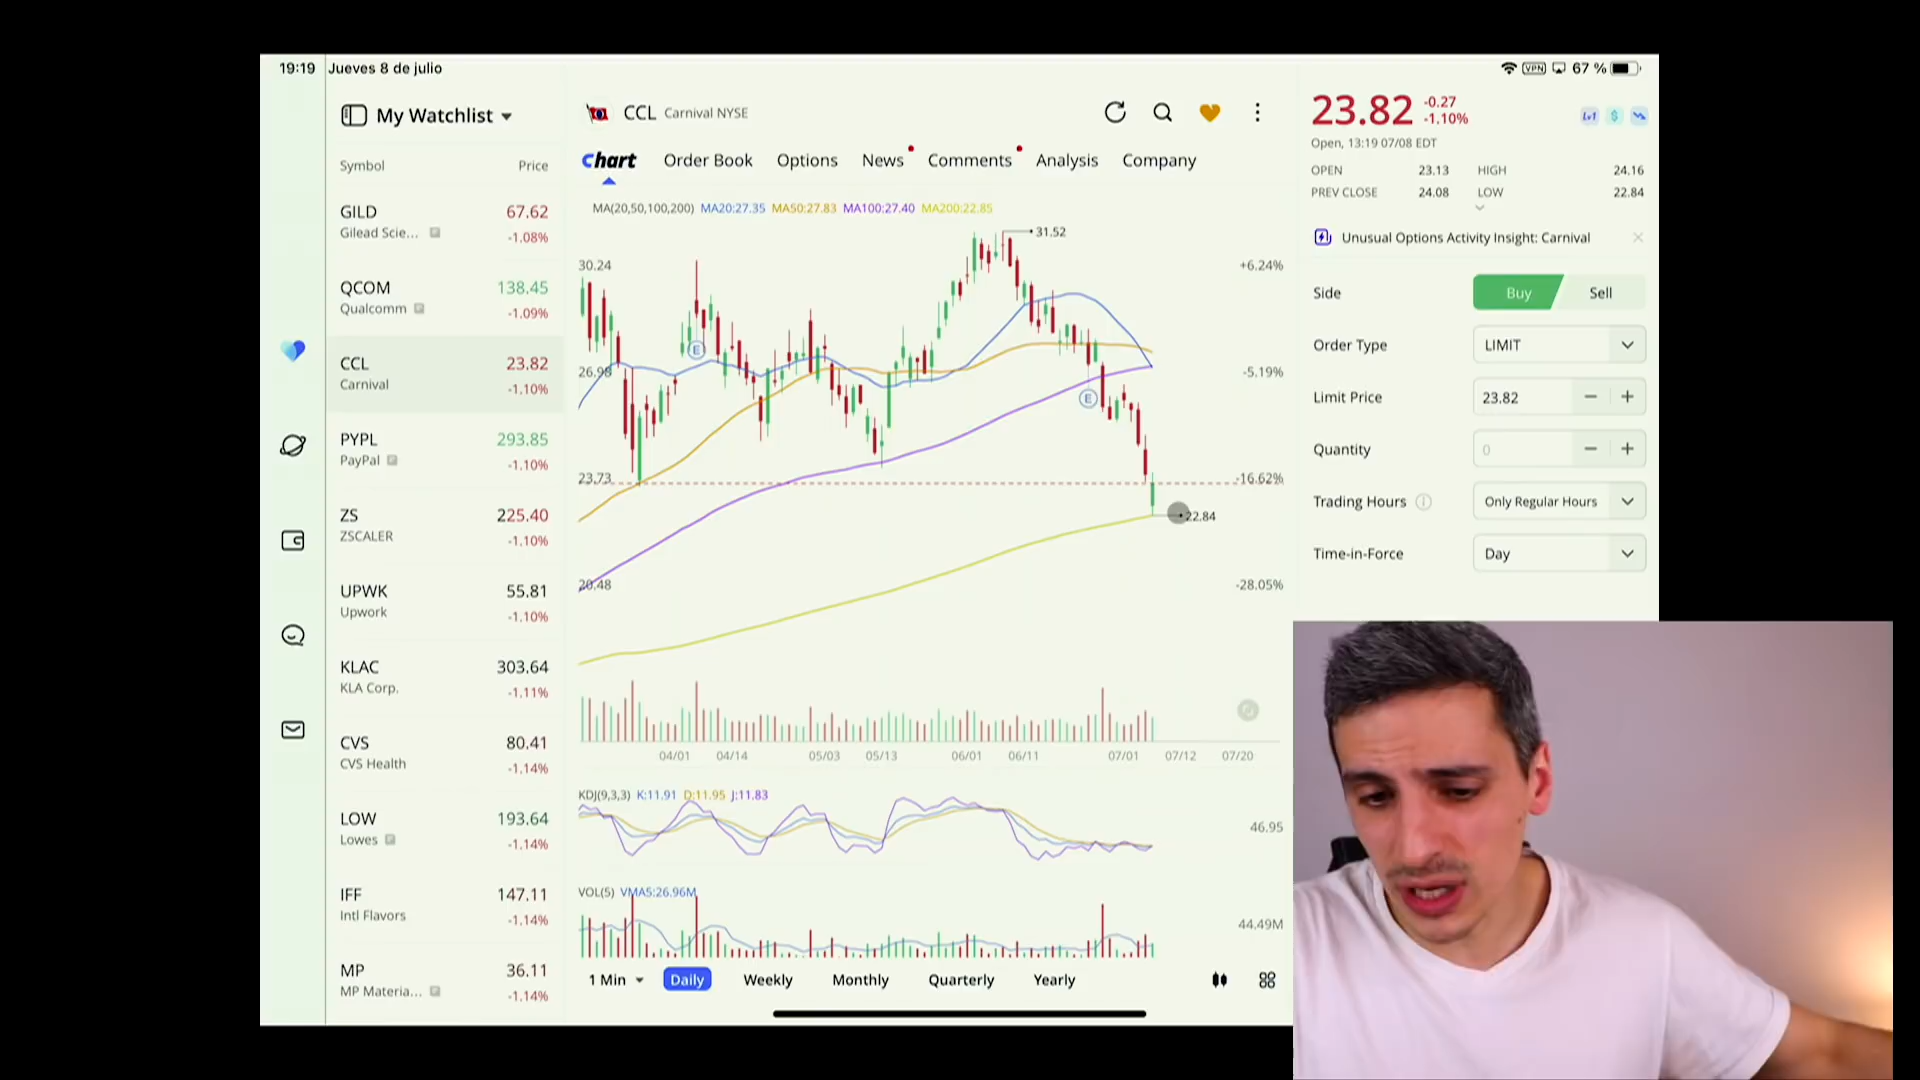 19:19 Jueves 8 de julio
VPN 67 %
My Watchlist
Symbol Price
GILD 67.62
Gilead Scie... -1.08%
QCOM 138.45
Qualcomm -1.09%
CCL 23.82
Carnival -1.10%
PYPL 293.85
PayPal -1.10%
ZS 225.40
ZSCALER -1.10%
UPWK 55.81
Upwork -1.10%
KLAC 303.64
KLA Corp. -1.11%
CVS 80.41
CVS Health -1.14%
LOW 193.64
Lowes -1.14%
IFF 147.11
Intl Flavors -1.14%
MP 36.11
MP Materia... -1.14%
CCL Carnival NYSE
Chart Order Book Options News Comments Analysis Company
MA(20,50,100,200) MA20:27.35 MA50:27.83 MA100:27.40 MA200:22.85
31.52
30.24 +6.24%
E
26.98 -5.19%
E
23.73 -16.62%
22.84
20.48 -28.05%
04/01 04/14 05/03 05/13 06/01 06/11 07/01 07/12 07/20
KDJ(9,3,3) K:11.91 D:11.95 J:11.83
46.95
VOL(5) VMA5:26.96M
44.49M
1 Min Daily Weekly Monthly Quarterly Yearly
23.82 -0.27
-1.10%
Lv1 $
Open, 13:19 07/08 EDT
OPEN 23.13 HIGH 24.16
PREV CLOSE 24.08 LOW 22.84
Unusual Options Activity Insight: Carnival
Side Buy Sell
Order Type LIMIT
Limit Price 23.82 − +
Quantity 0 − +
Trading Hours Only Regular Hours
Time-in-Force Day